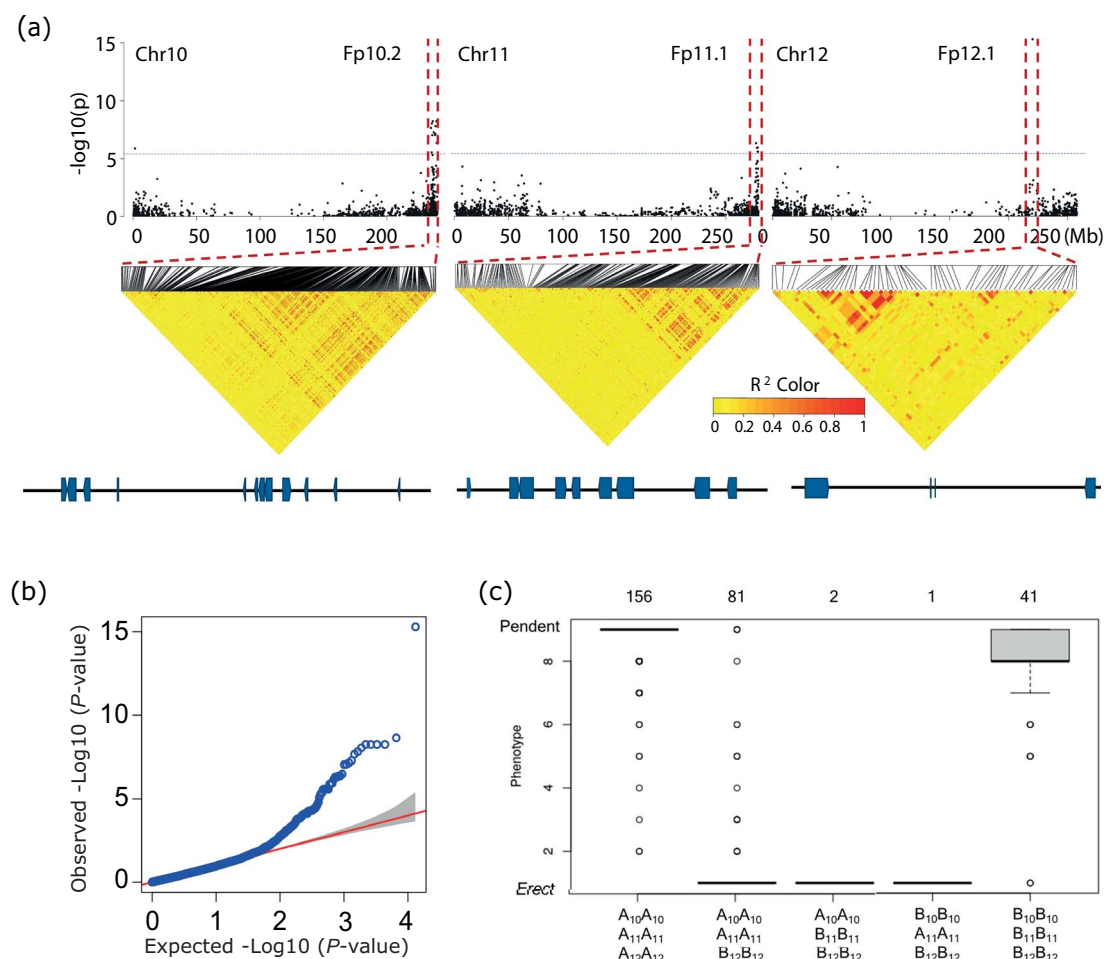 (a)
15
10
5
0
-log10(p)
Chr10 Fp10.2
Chr11 Fp11.1
Chr12 Fp12.1
0 50 100 150 200
0 50 100 150 200 250
0 50 100 150 200 250 (Mb)
R² Color
0 0.2 0.4 0.6 0.8 1
(b)
Observed -Log10 (P-value)
15
10
5
0
0 1 2 3 4
Expected -Log10 (P-value)
(c)
156 81 2 1 41
Pendent
8
6
4
2
Erect
Phenotype
A₁₀A₁₀ A₁₀A₁₀ A₁₀A₁₀ B₁₀B₁₀ B₁₀B₁₀
A₁₁A₁₁ A₁₁A₁₁ B₁₁B₁₁ A₁₁A₁₁ B₁₁B₁₁
A₁₂A₁₂ B₁₂B₁₂ B₁₂B₁₂ B₁₂B₁₂ B₁₂B₁₂